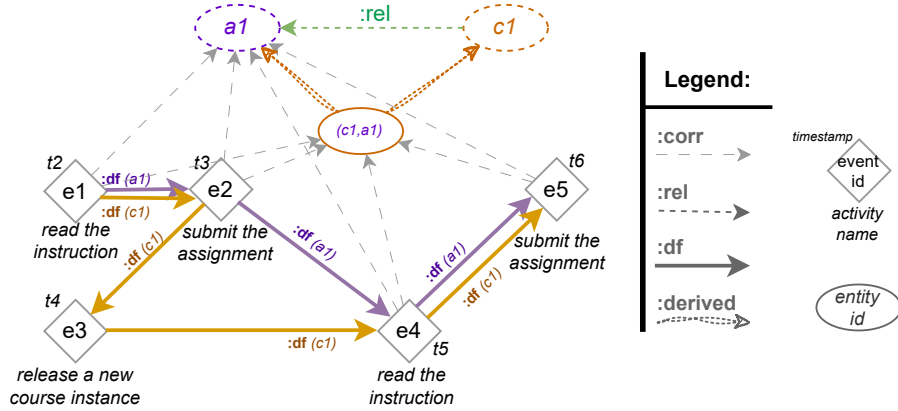 a1
:rel
c1
(c1,a1)
t2
e1
:df (a1)
:df (c1)
read the
instruction
t3
e2
submit the
assignment
:df (c1)
:df (a1)
t4
e3
release a new
course instance
:df (c1)
e4
t5
read the
instruction
:df (a1)
:df (c1)
t6
e5
submit the
assignment
Legend:
:corr
:rel
:df
:derived
timestamp
event
id
activity
name
entity
id